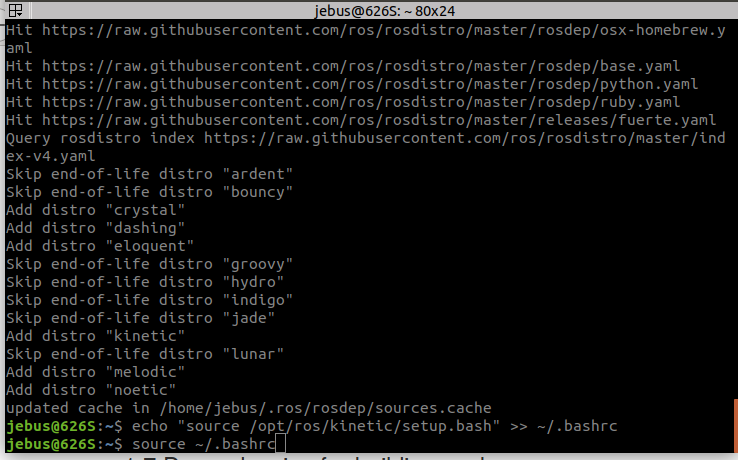 jebus@626S: ~ 80x24
Hit https://raw.githubusercontent.com/ros/rosdistro/master/rosdep/osx-homebrew.y
aml
Hit https://raw.githubusercontent.com/ros/rosdistro/master/rosdep/base.yaml
Hit https://raw.githubusercontent.com/ros/rosdistro/master/rosdep/python.yaml
Hit https://raw.githubusercontent.com/ros/rosdistro/master/rosdep/ruby.yaml
Hit https://raw.githubusercontent.com/ros/rosdistro/master/releases/fuerte.yaml
Query rosdistro index https://raw.githubusercontent.com/ros/rosdistro/master/ind
ex-v4.yaml
Skip end-of-life distro "ardent"
Skip end-of-life distro "bouncy"
Add distro "crystal"
Add distro "dashing"
Add distro "eloquent"
Skip end-of-life distro "groovy"
Skip end-of-life distro "hydro"
Skip end-of-life distro "indigo"
Skip end-of-life distro "jade"
Add distro "kinetic"
Skip end-of-life distro "lunar"
Add distro "melodic"
Add distro "noetic"
updated cache in /home/jebus/.ros/rosdep/sources.cache
jebus@626S:~$ echo "source /opt/ros/kinetic/setup.bash" >> ~/.bashrc
jebus@626S:~$ source ~/.bashrc